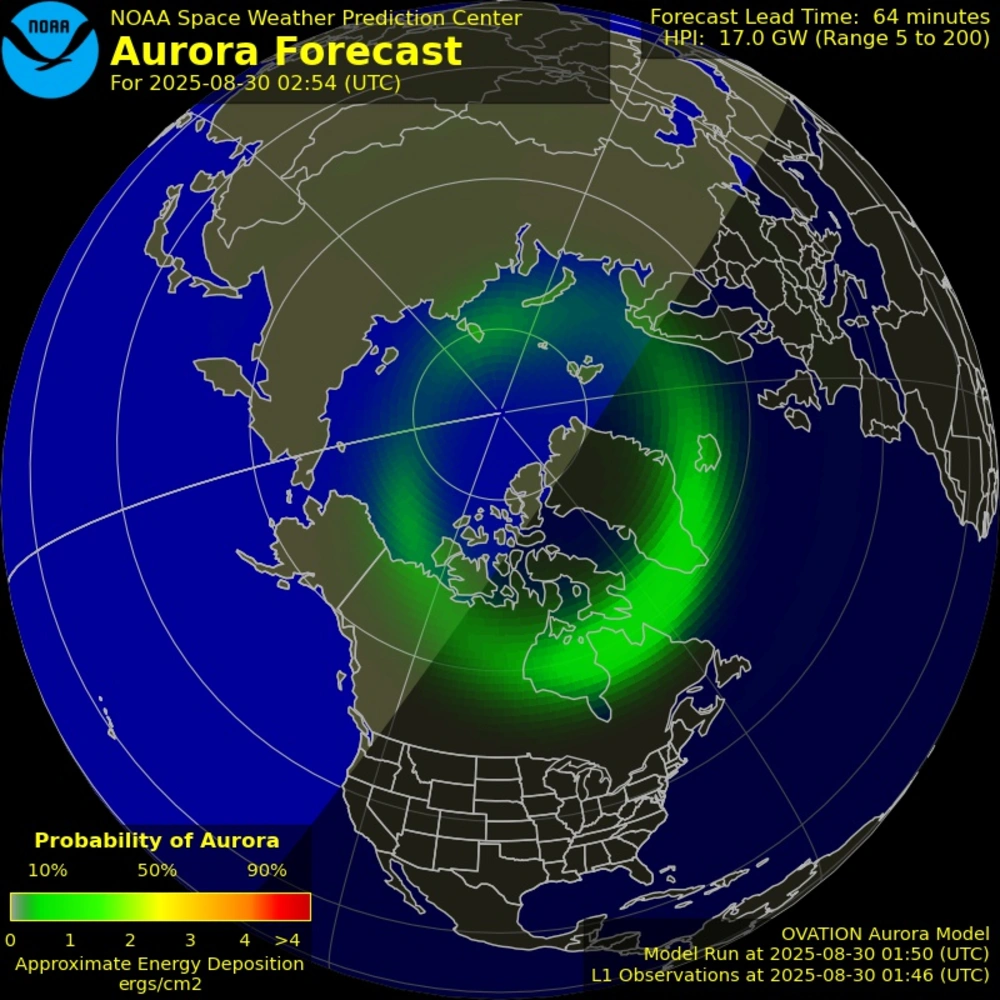 NOAA
NOAA Space Weather Prediction Center
Aurora Forecast
For 2025-08-30 02:54 (UTC)
Forecast Lead Time: 64 minutes
HPI: 17.0 GW (Range 5 to 200)
Probability of Aurora
10% 50% 90%
0 1 2 3 4 >4
Approximate Energy Deposition
ergs/cm2
OVATION Aurora Model
Model Run at 2025-08-30 01:50 (UTC)
L1 Observations at 2025-08-30 01:46 (UTC)